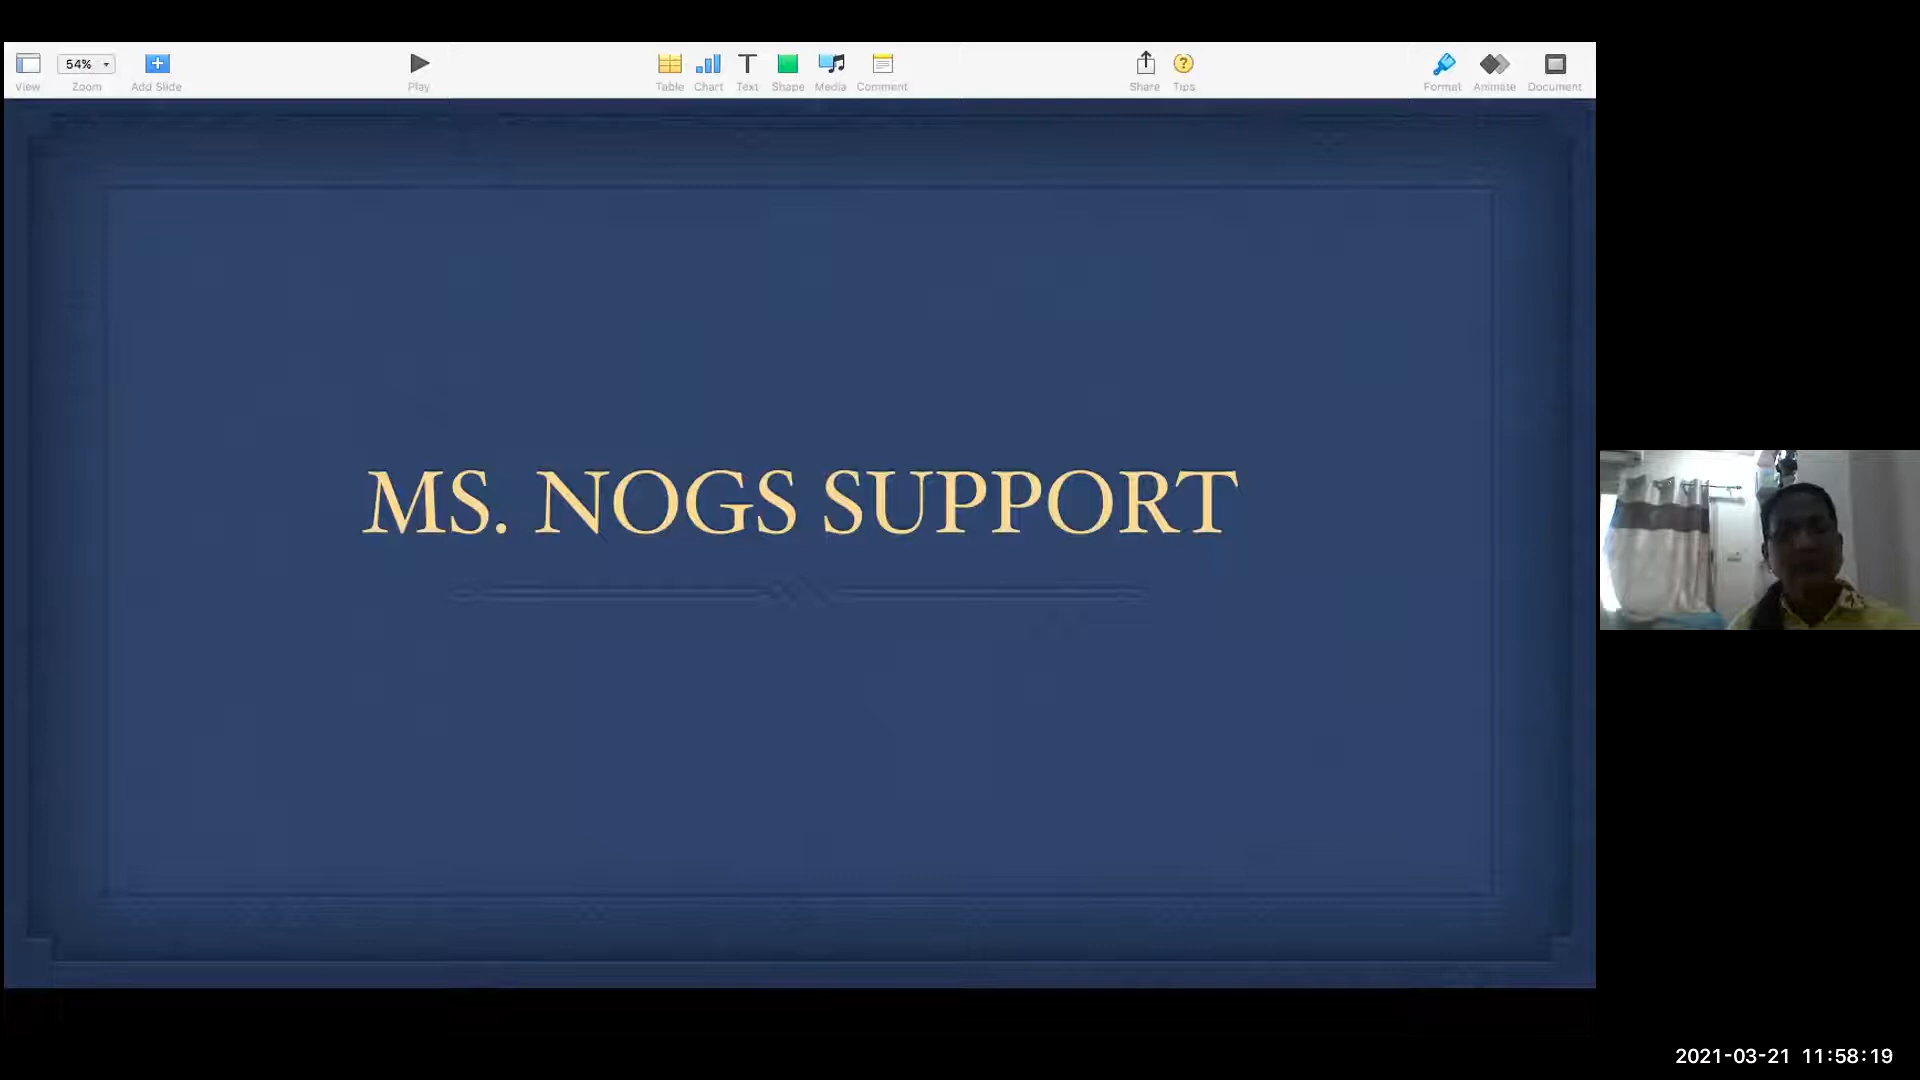 54%
View
Zoom
Add Slide
Play
Table
Chart
Text
Shape
Media
Comment
Share
Tips
Format
Animate
Document
MS. NOGS SUPPORT
2021-03-21 11:58:19